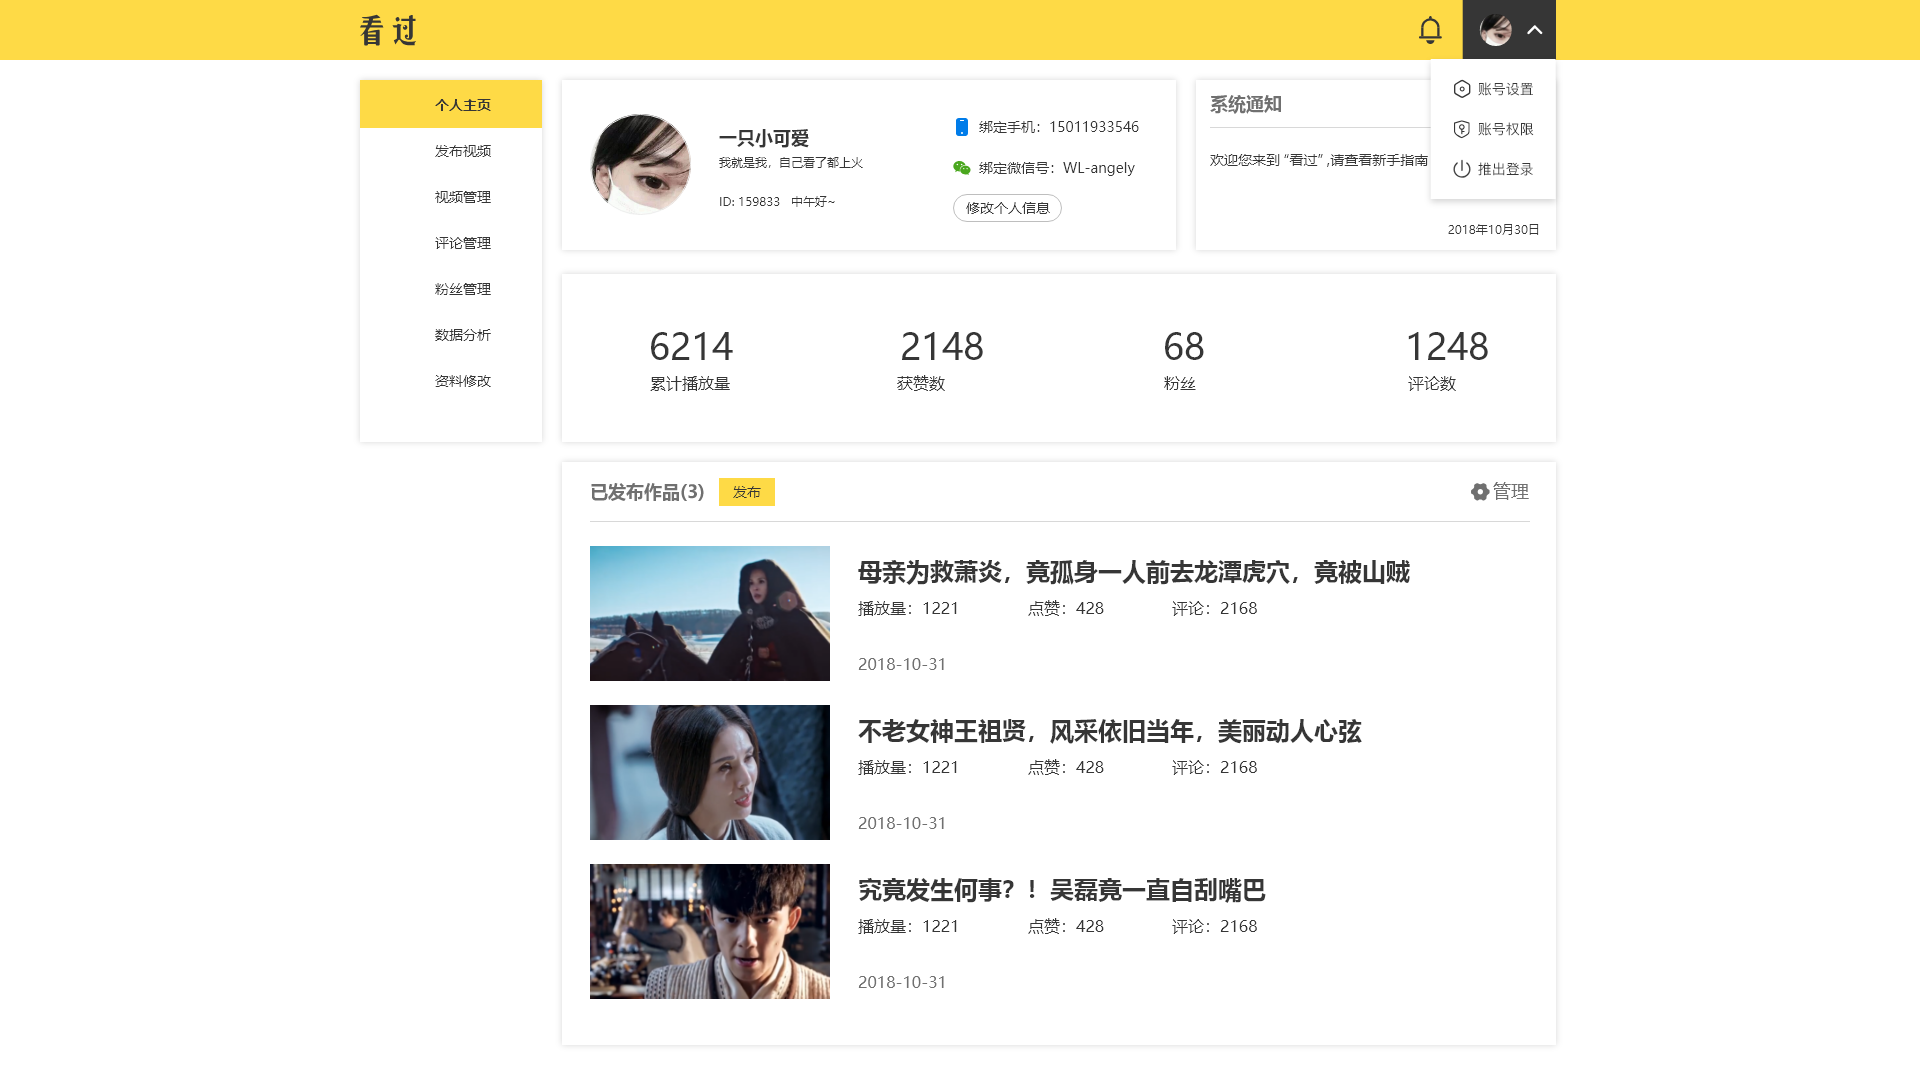 看过
账号设置
账号权限
推出登录
个人主页
发布视频
视频管理
评论管理
粉丝管理
数据分析
资料修改
一只小可爱
我就是我，自己看了都上火
ID: 159833 中午好~
绑定手机：15011933546
绑定微信号：WL-angely
修改个人信息
系统通知
欢迎您来到 “看过” ,请查看新手指南
2018年10月30日
6214
累计播放量
2148
获赞数
68
粉丝
1248
评论数
已发布作品(3)
发布
管理
母亲为救萧炎，竟孤身一人前去龙潭虎穴，竟被山贼
播放量：1221 点赞：428 评论：2168
2018-10-31
不老女神王祖贤，风采依旧当年，美丽动人心弦
播放量：1221 点赞：428 评论：2168
2018-10-31
究竟发生何事？！吴磊竟一直自刮嘴巴
播放量：1221 点赞：428 评论：2168
2018-10-31